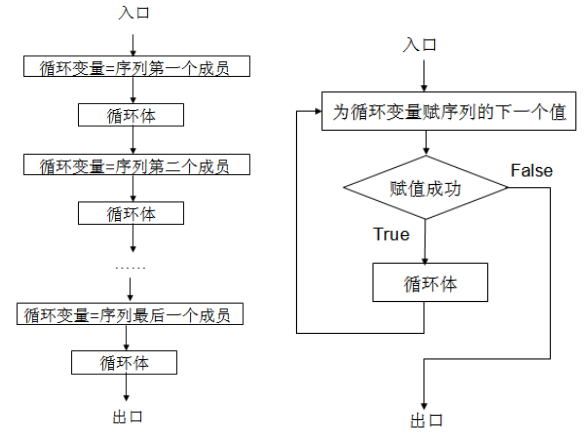 入口
循环变量=序列第一个成员
循环体
循环变量=序列第二个成员
循环体
……
循环变量=序列最后一个成员
循环体
出口
入口
为循环变量赋序列的下一个值
赋值成功
False
True
循环体
出口